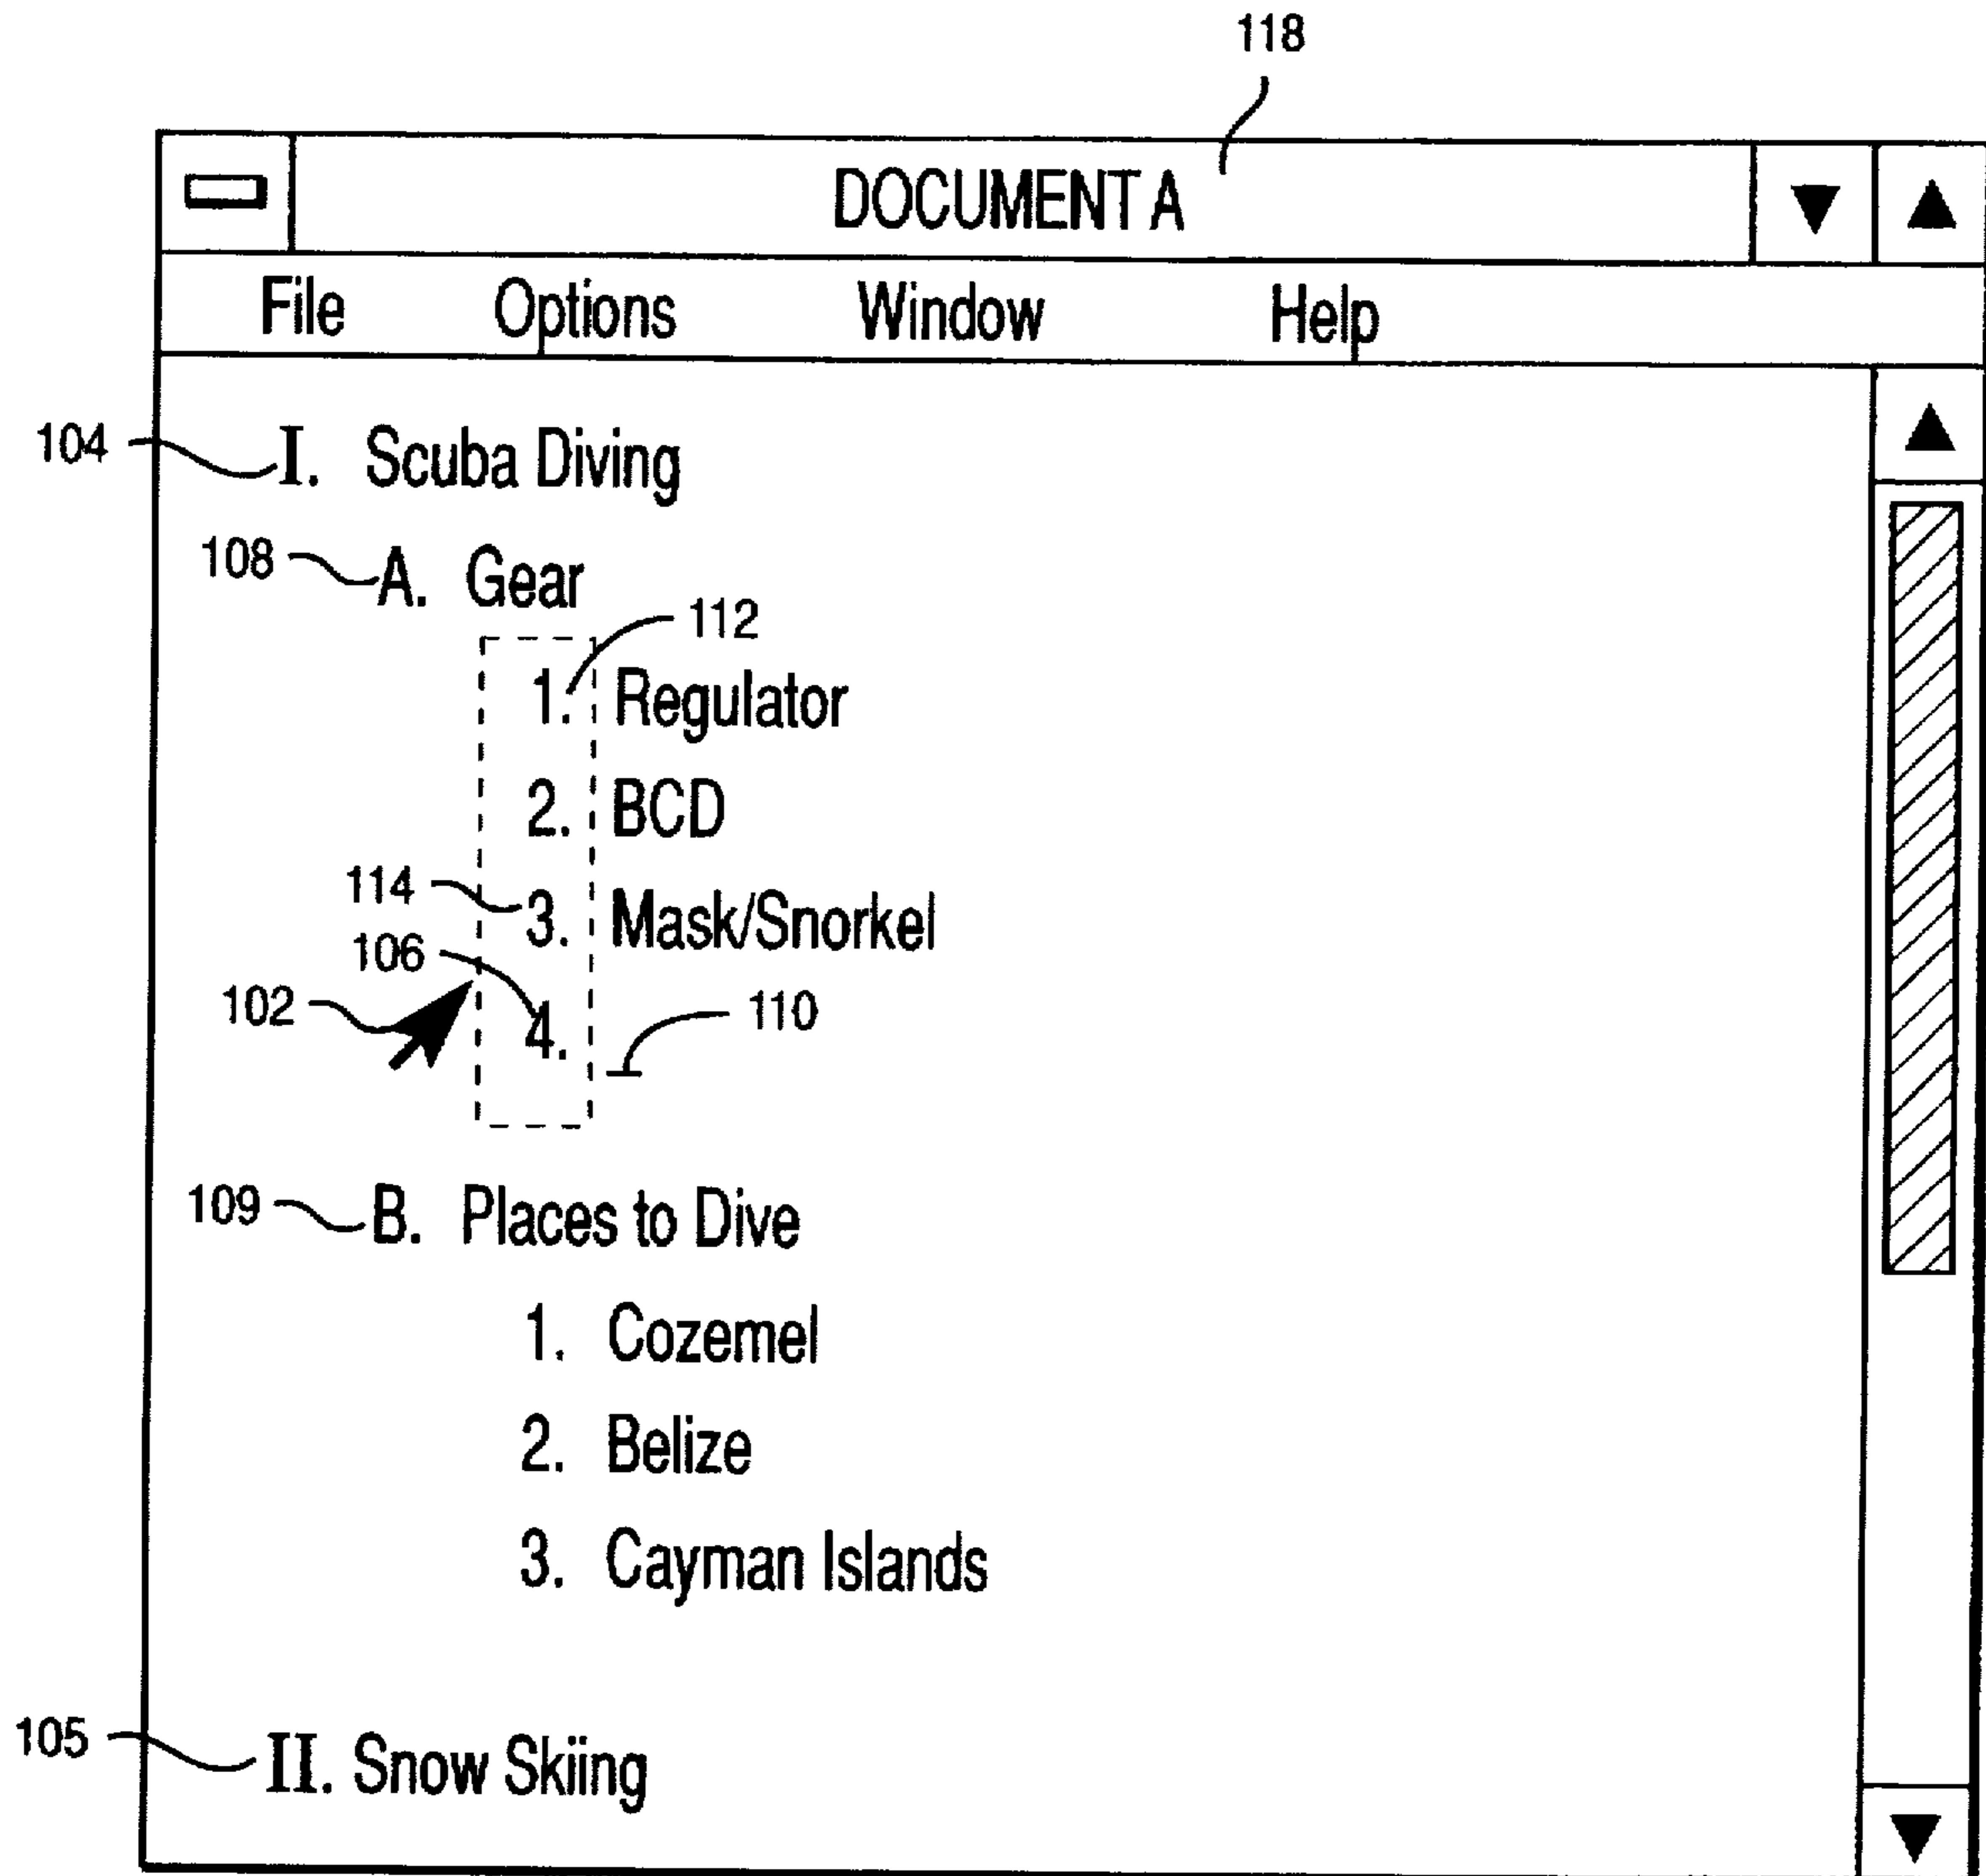 118
DOCUMENT A
File Options Window Help
104 I. Scuba Diving
108 A. Gear
112
1. Regulator
2. BCD
114 3. Mask/Snorkel
106
102 4. 110
109 B. Places to Dive
1. Cozemel
2. Belize
3. Cayman Islands
105 II. Snow Skiing